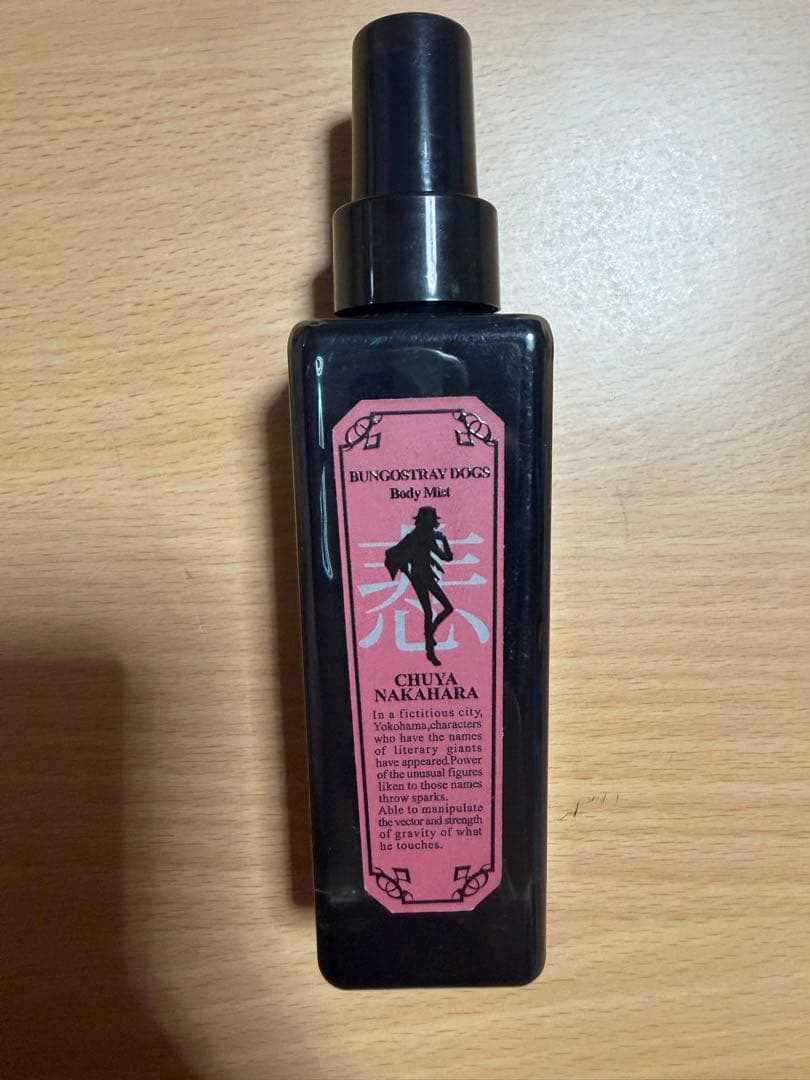 BUNGOSTRAY DOGS
Body Mist
CHUYA
NAKAHARA
In a fictitious city,
Yokohama,characters
who have the names
of literary giants
have appeared.Power
of the unusual figures
liken to those names
throw sparks.
Able to manipulate
the vector and strength
of gravity of what
he touches.